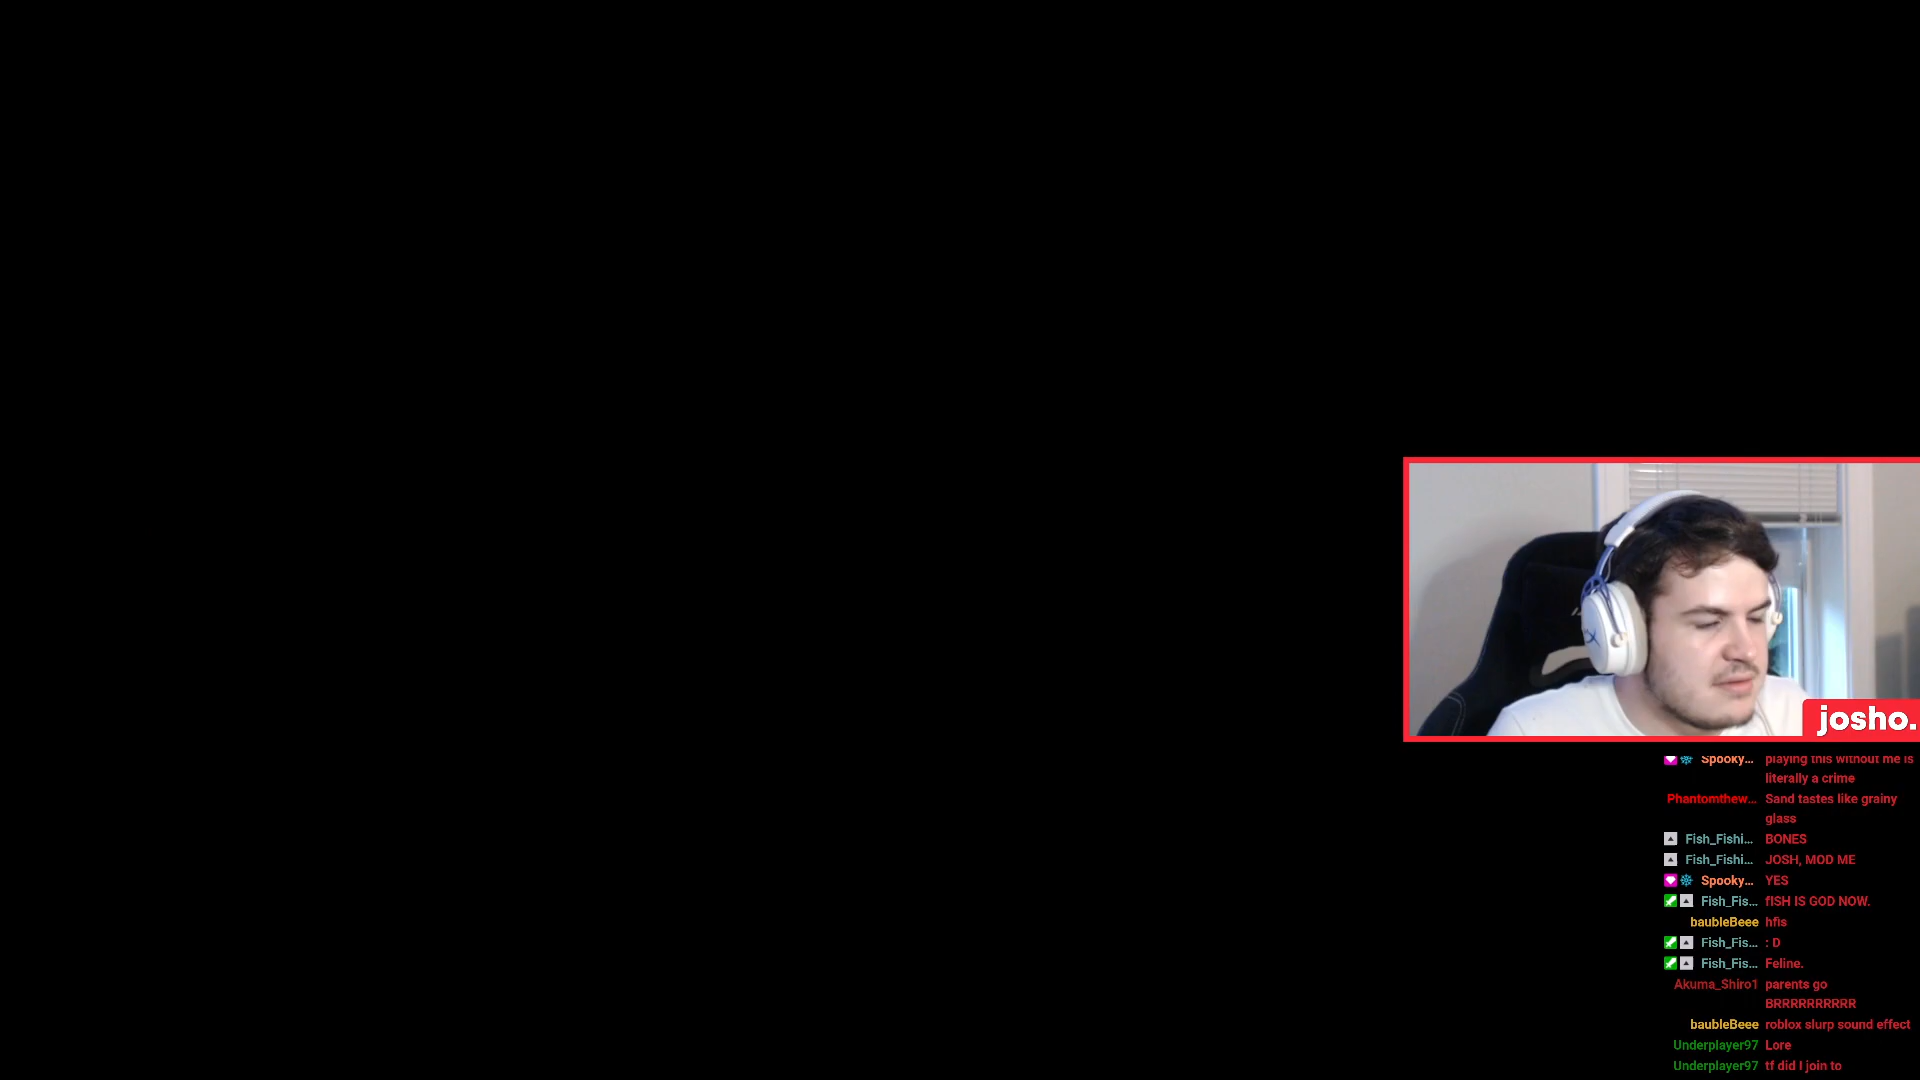 josho.
Spooky... playing this without me is
literally a crime
Phantomthew... Sand tastes like grainy
glass
Fish_Fishi... BONES
Fish_Fishi... JOSH, MOD ME
Spooky... YES
Fish_Fis... fISH IS GOD NOW.
baubleBeee hfis
Fish_Fis... : D
Fish_Fis... Feline.
Akuma_Shiro1 parents go
BRRRRRRRRRR
baubleBeee roblox slurp sound effect
Underplayer97 Lore
Underplayer97 tf did I join to